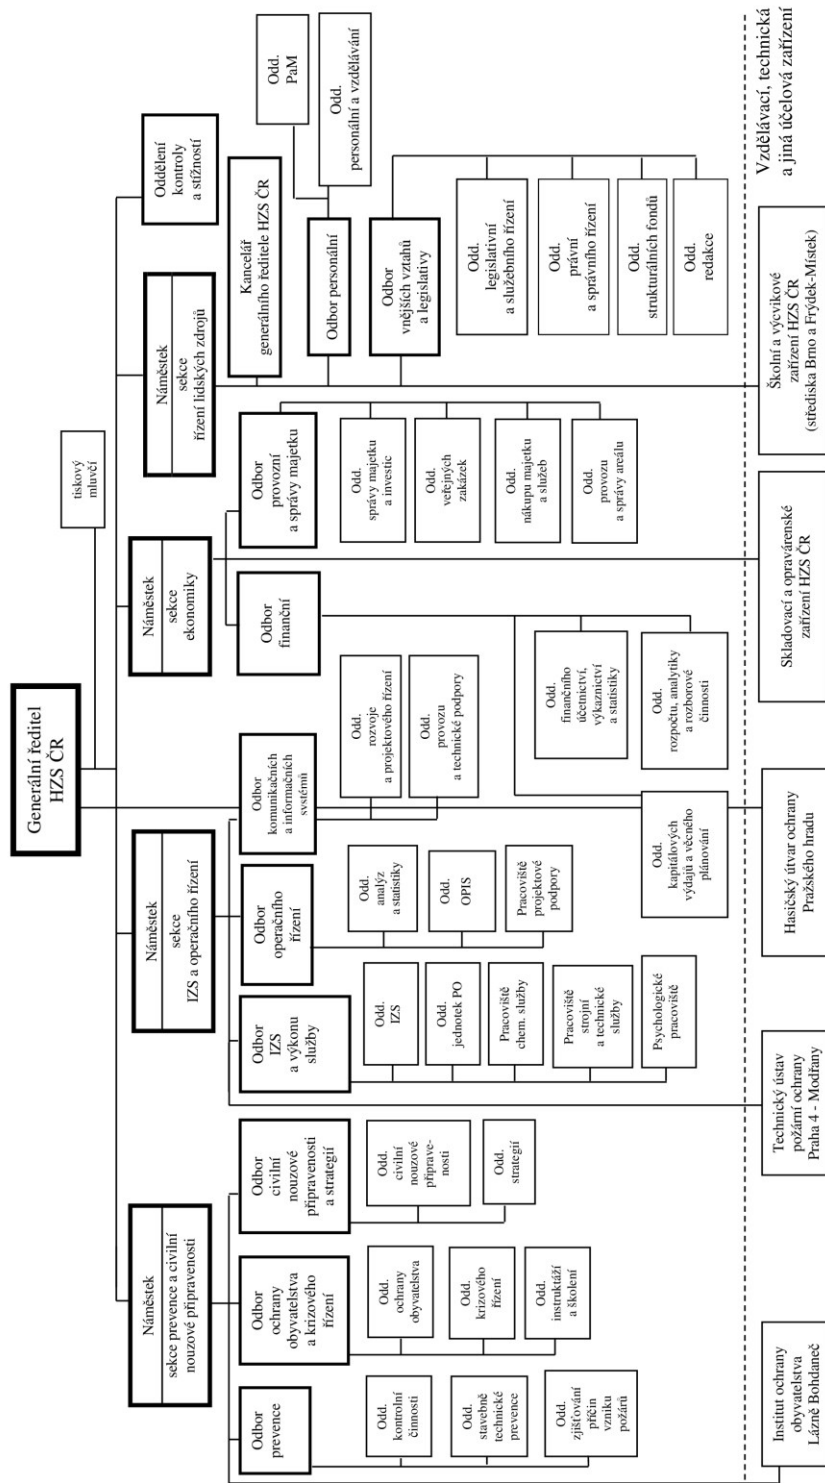 Generální ředitel
HZS ČR
tiskový
mluvčí
Náměstek
sekce prevence a civilní
nouzové připravenosti
Náměstek
sekce
IZS a operačního řízení
Náměstek
sekce
ekonomiky
Náměstek
sekce
řízení lidských zdrojů
Oddělení
kontroly
a stížností
Odbor
prevence
Odd.
kontrolní
činnosti
Odd.
stavebně
technické
prevence
Odd.
zjišťování
příčin
vzniku
požárů
Odbor
ochrany
obyvatelstva
a krizového
řízení
Odd.
ochrany
obyvatelstva
Odd.
krizového
řízení
Odd.
instruktáží
a školení
Odbor
civilní
nouzové
připravenosti
a strategií
Odd.
civilní
nouzové
připrave-
nosti
Odd.
strategií
Odbor
IZS
a výkonu
služby
Odd.
IZS
Odd.
jednotek PO
Pracoviště
chem. služby
Pracoviště
strojní
a technické
služby
Psychologické
pracoviště
Odbor
operačního
řízení
Odd.
analýz
a statistiky
Odd.
OPIS
Pracoviště
projektové
podpory
Odbor
komunikačních
a informačních
systémů
Odd.
rozvoje
a projektového řízení
Odd.
provozu
a technické podpory
Odbor
finanční
Odd.
kapitálových
výdajů a věcného
plánování
Odd.
finančního
účetnictví,
výkaznictví
a statistiky
Odd.
rozpočtu, analytiky
a rozborové
činnosti
Odbor
provozní
a správy majetku
Odd.
správy majetku
a investic
Odd.
veřejných
zakázek
Odd.
nákupu majetku
a služeb
Odd.
provozu
a správy areálu
Kancelář
generálního ředitele HZS ČR
Odbor personální
Odd.
PaM
Odd.
personální a vzdělávání
Odbor
vnějších vztahů
a legislativy
Odd.
legislativní
a služebního řízení
Odd.
právní
a správního řízení
Odd.
strukturálních fondů
Odd.
redakce
Institut ochrany
obyvatelstva
Lázně Bohdaneč
Technický ústav
požární ochrany
Praha 4 - Modřany
Hasičský útvar ochrany
Pražského hradu
Skladovací a opravárenské
zařízení HZS ČR
Školní a výcvikové
zařízení HZS ČR
(střediska Brno a Frýdek-Místek)
Vzdělávací, technická
a jiná účelová zařízení